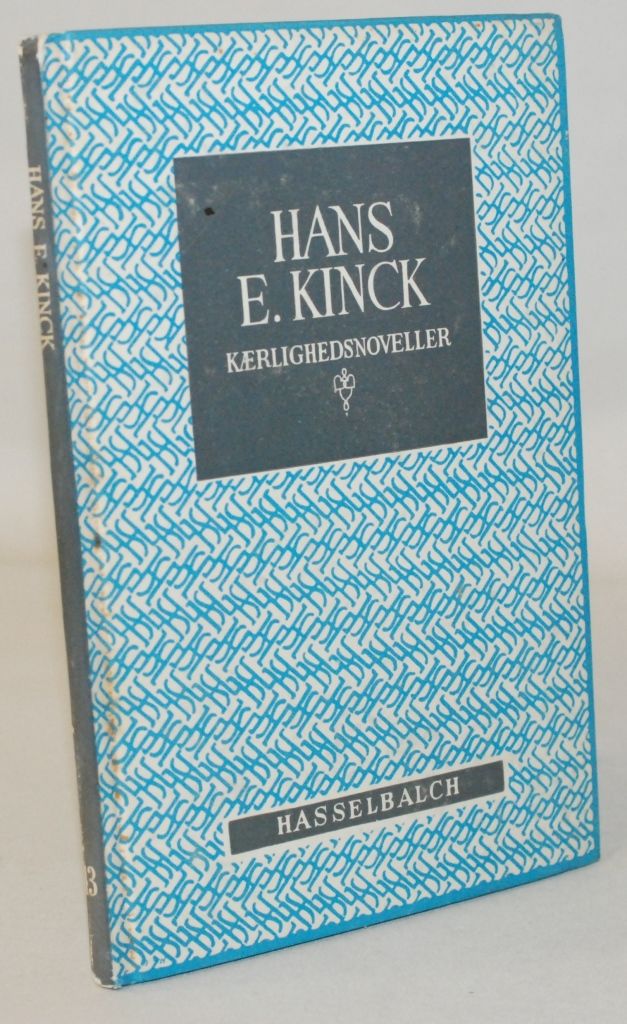 HANS
E. KINCK
KÆRLIGHEDSNOVELLER
HASSELBALCH
HANS E. KINCK